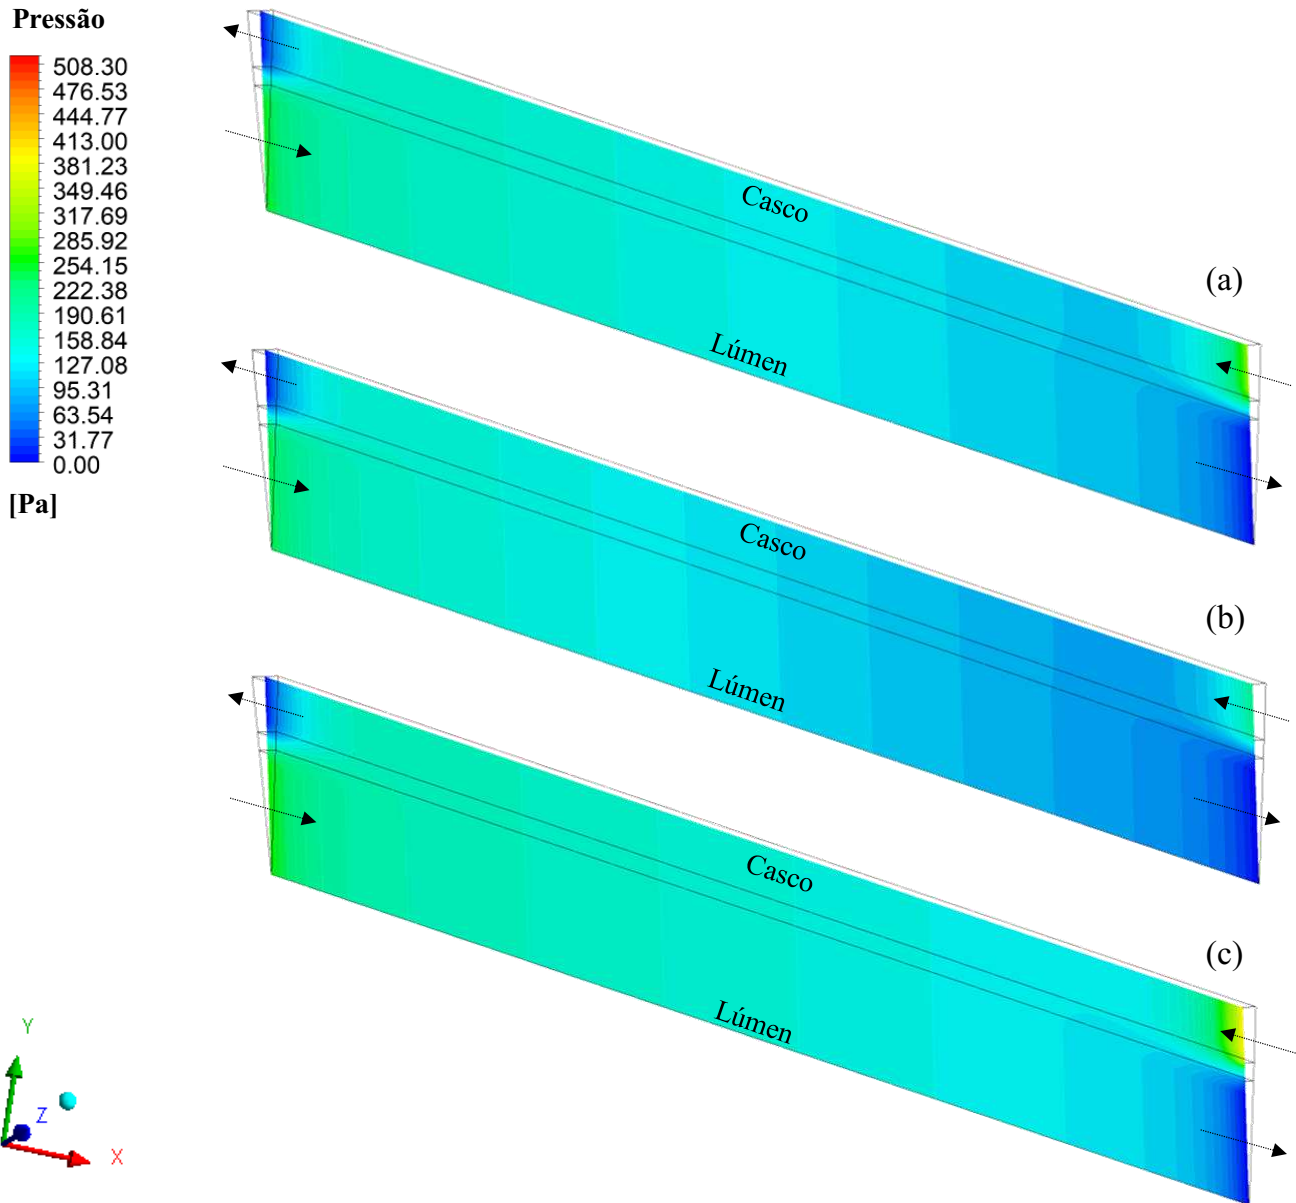 Pressão
508.30
476.53
444.77
413.00
381.23
349.46
317.69
285.92
254.15
222.38
190.61
158.84
127.08
95.31
63.54
31.77
0.00
[Pa]
Casco
(a)
Lúmen
Casco
(b)
Lúmen
Casco
(c)
Lúmen
Y
Z
X